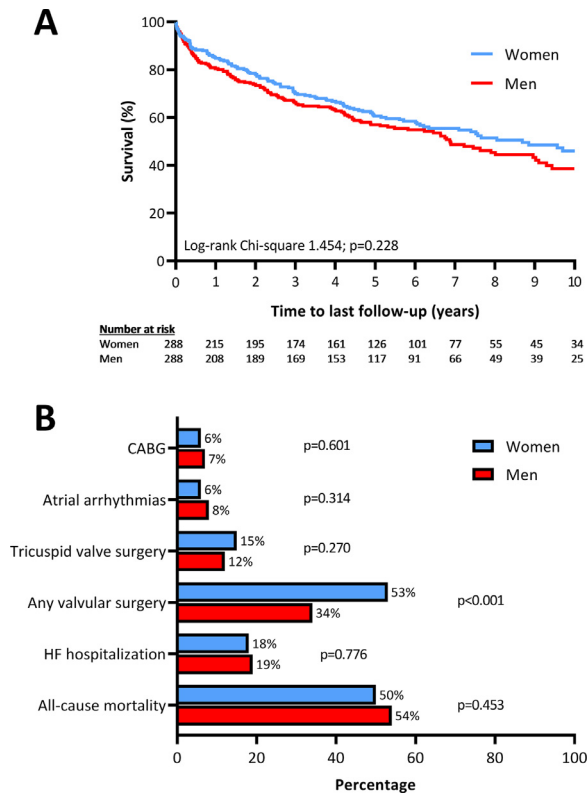 A
100
80
60
40
20
0
Survival (%)
Women
Men
Log-rank Chi-square 1.454; p=0.228
0 1 2 3 4 5 6 7 8 9 10
Time to last follow-up (years)
Number at risk
Women 288 215 195 174 161 126 101 77 55 45 34
Men 288 208 189 169 153 117 91 66 49 39 25
B
Women
Men
CABG 6% 7% p=0.601
Atrial arrhythmias 6% 8% p=0.314
Tricuspid valve surgery 15% 12% p=0.270
Any valvular surgery 53% 34% p<0.001
HF hospitalization 18% 19% p=0.776
All-cause mortality 50% 54% p=0.453
0 20 40 60 80 100
Percentage